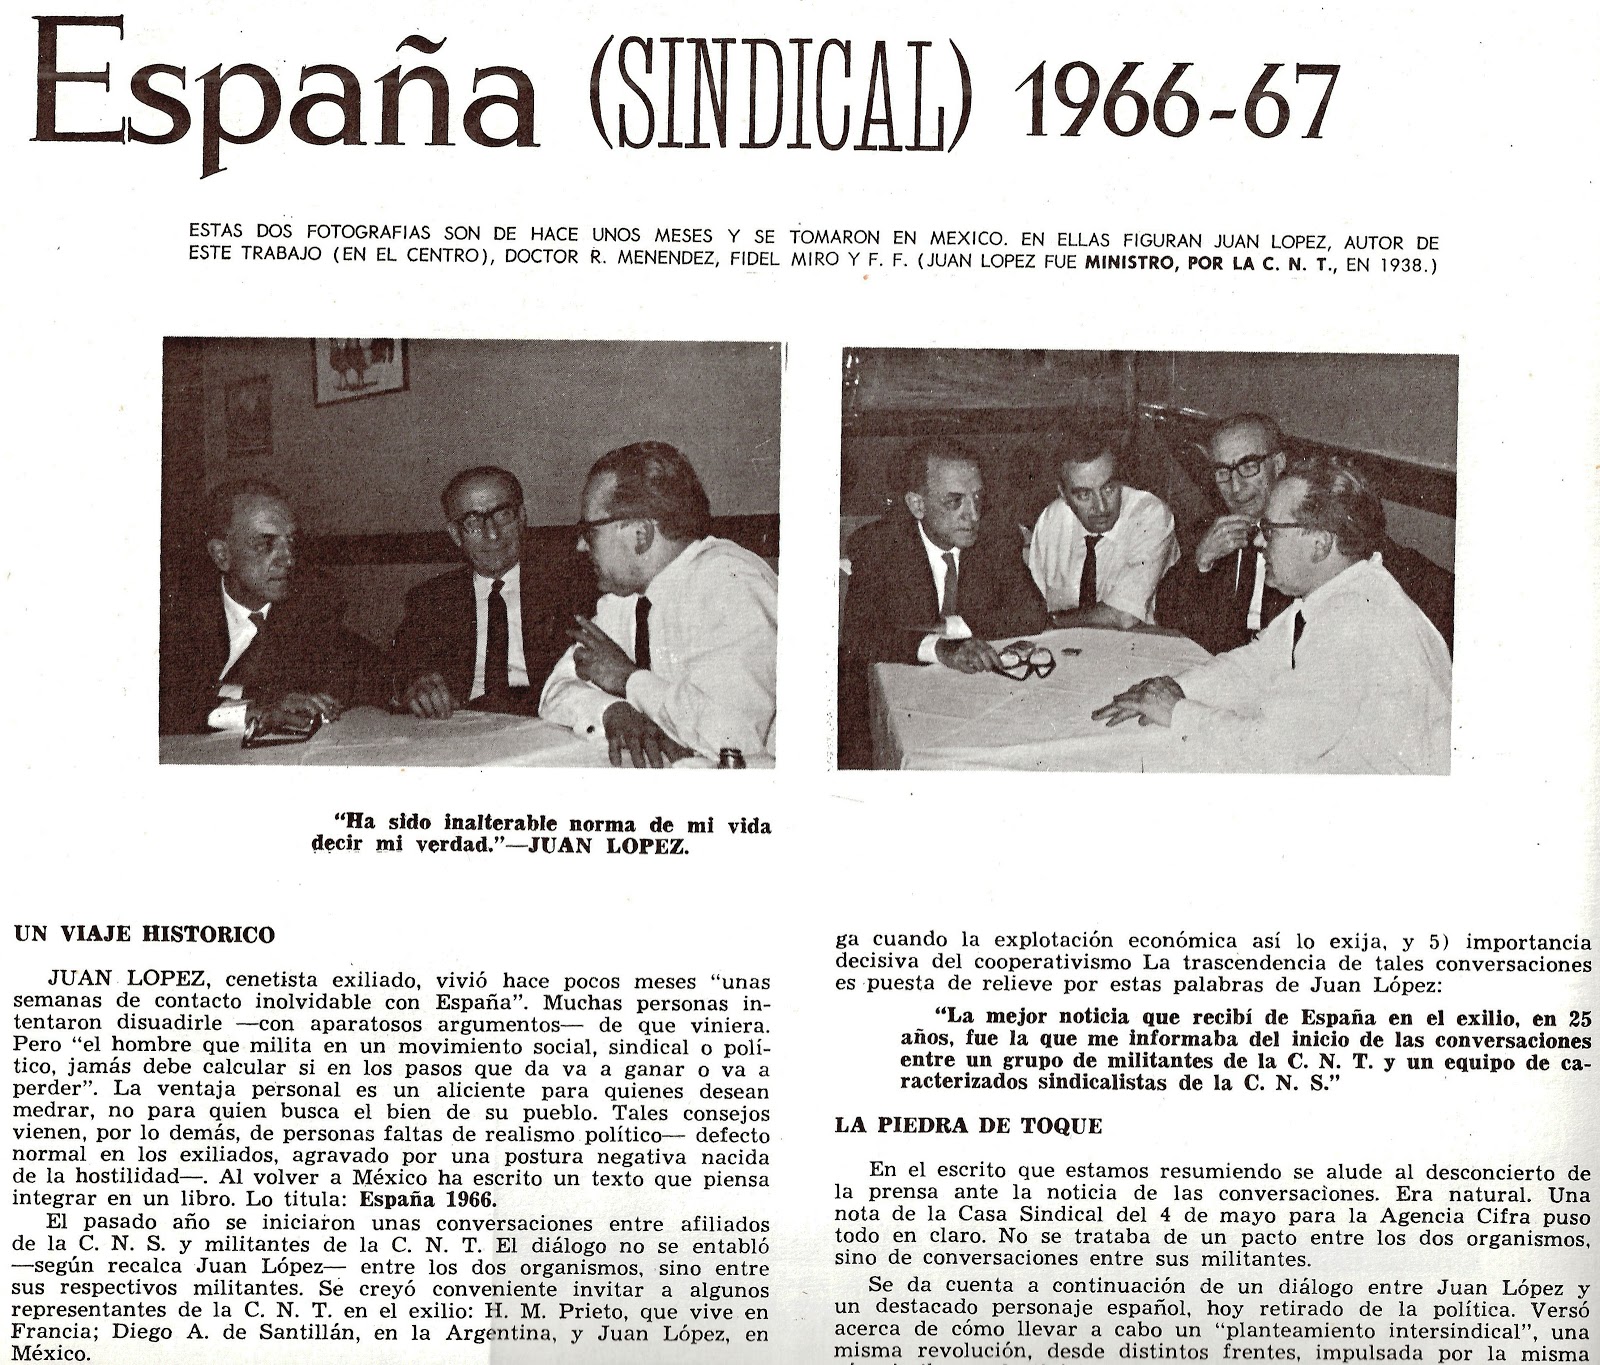 España (SINDICAL) 1966-67
ESTAS DOS FOTOGRAFIAS SON DE HACE UNOS MESES Y SE TOMARON EN MEXICO. EN ELLAS FIGURAN JUAN LOPEZ, AUTOR DE
ESTE TRABAJO (EN EL CENTRO), DOCTOR R. MENENDEZ, FIDEL MIRO Y F. F. (JUAN LOPEZ FUE MINISTRO, POR LA C. N. T., EN 1938.)
“Ha sido inalterable norma de mi vida
decir mi verdad.”—JUAN LOPEZ.
UN VIAJE HISTORICO
JUAN LOPEZ, cenetista exiliado, vivió hace pocos meses “unas
semanas de contacto inolvidable con España”. Muchas personas in-
tentaron disuadirle —con aparatosos argumentos— de que viniera.
Pero “el hombre que milita en un movimiento social, sindical o polí-
tico, jamás debe calcular si en los pasos que da va a ganar o va a
perder”. La ventaja personal es un aliciente para quienes desean
medrar, no para quien busca el bien de su pueblo. Tales consejos
vienen, por lo demás, de personas faltas de realismo político— defecto
normal en los exiliados, agravado por una postura negativa nacida
de la hostilidad—. Al volver a México ha escrito un texto que piensa
integrar en un libro. Lo titula: España 1966.
El pasado año se iniciaron unas conversaciones entre afiliados
de la C. N. S. y militantes de la C. N. T. El diálogo no se entabló
—según recalca Juan López— entre los dos organismos, sino entre
sus respectivos militantes. Se creyó conveniente invitar a algunos
representantes de la C. N. T. en el exilio: H. M. Prieto, que vive en
Francia; Diego A. de Santillán, en la Argentina, y Juan López, en
México.
ga cuando la explotación económica así lo exija, y 5) importancia
decisiva del cooperativismo La trascendencia de tales conversaciones
es puesta de relieve por estas palabras de Juan López:
“La mejor noticia que recibí de España en el exilio, en 25
años, fue la que me informaba del inicio de las conversaciones
entre un grupo de militantes de la C. N. T. y un equipo de ca-
racterizados sindicalistas de la C. N. S.”
LA PIEDRA DE TOQUE
En el escrito que estamos resumiendo se alude al desconcierto de
la prensa ante la noticia de las conversaciones. Era natural. Una
nota de la Casa Sindical del 4 de mayo para la Agencia Cifra puso
todo en claro. No se trataba de un pacto entre los dos organismos,
sino de conversaciones entre sus militantes.
Se da cuenta a continuación de un diálogo entre Juan López y
un destacado personaje español, hoy retirado de la política. Versó
acerca de cómo llevar a cabo un “planteamiento intersindical”, una
misma revolución, desde distintos frentes, impulsada por la misma